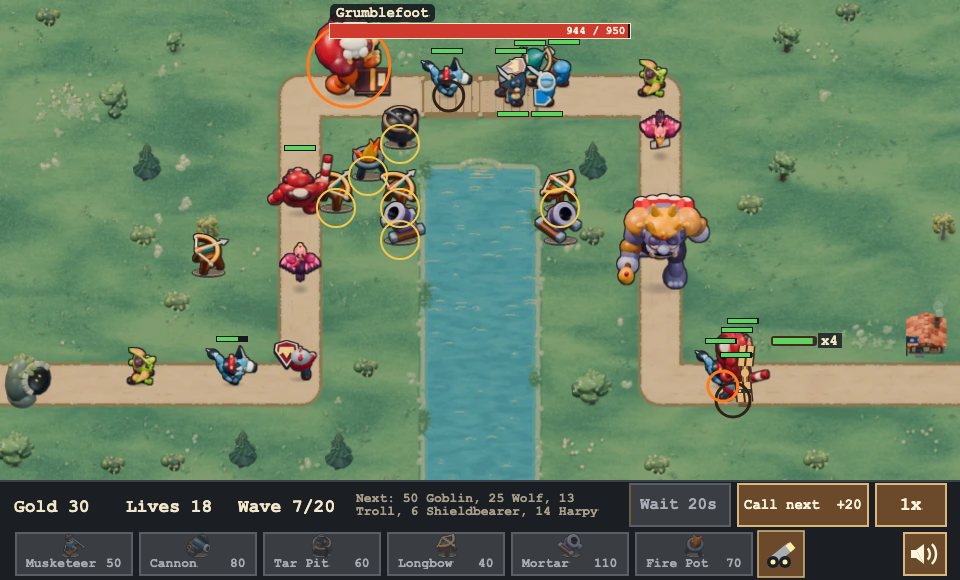 Grumblefoot
944 / 950
x4
Gold 30
Lives 18
Wave 7/20
Next: 50 Goblin, 25 Wolf, 13
Troll, 6 Shieldbearer, 14 Harpy
Wait 20s
Call next +20
1x
Musketeer 50
Cannon 80
Tar Pit 60
Longbow 40
Mortar 110
Fire Pot 70